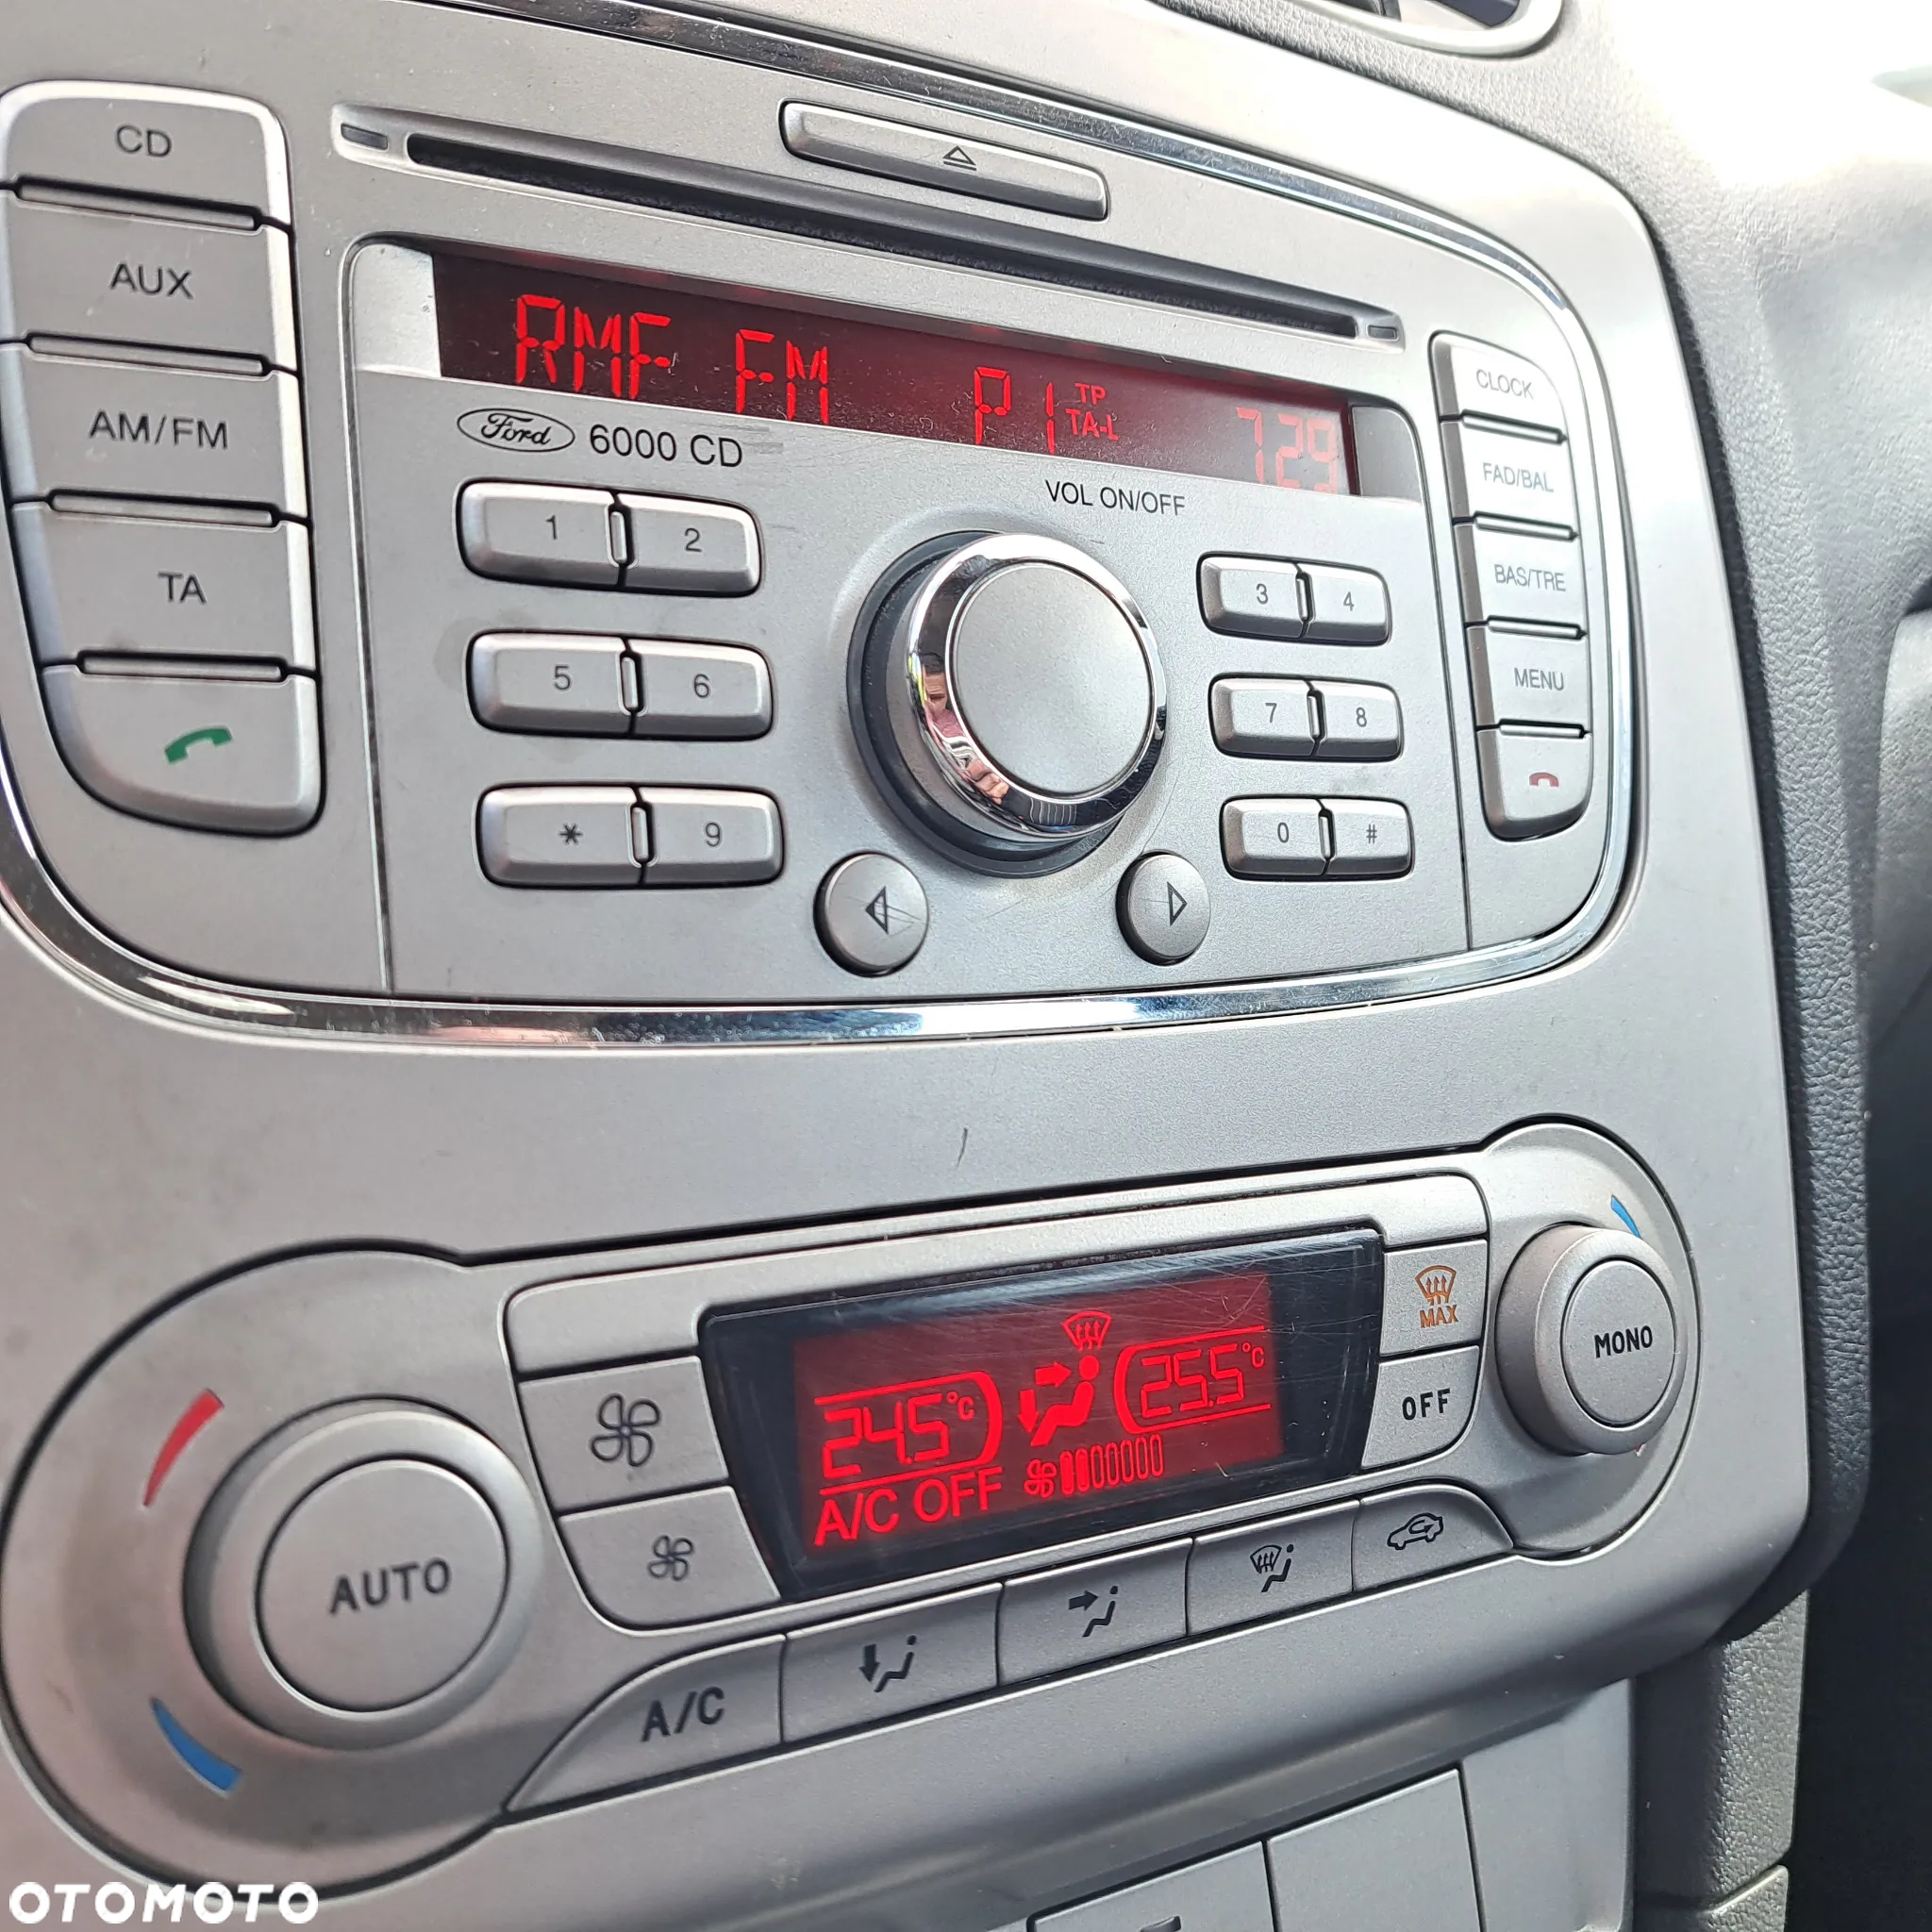 CD
AUX
AM/FM
TA
RMF FM P1 TP TA-L 729
Ford 6000 CD
VOL ON/OFF
1 2 3 4
5 6 7 8
* 9 0 #
CLOCK
FAD/BAL
BAS/TRE
MENU
24.5°C 25.5°C
A/C OFF
MAX
OFF
MONO
AUTO
A/C
OTOMOTO